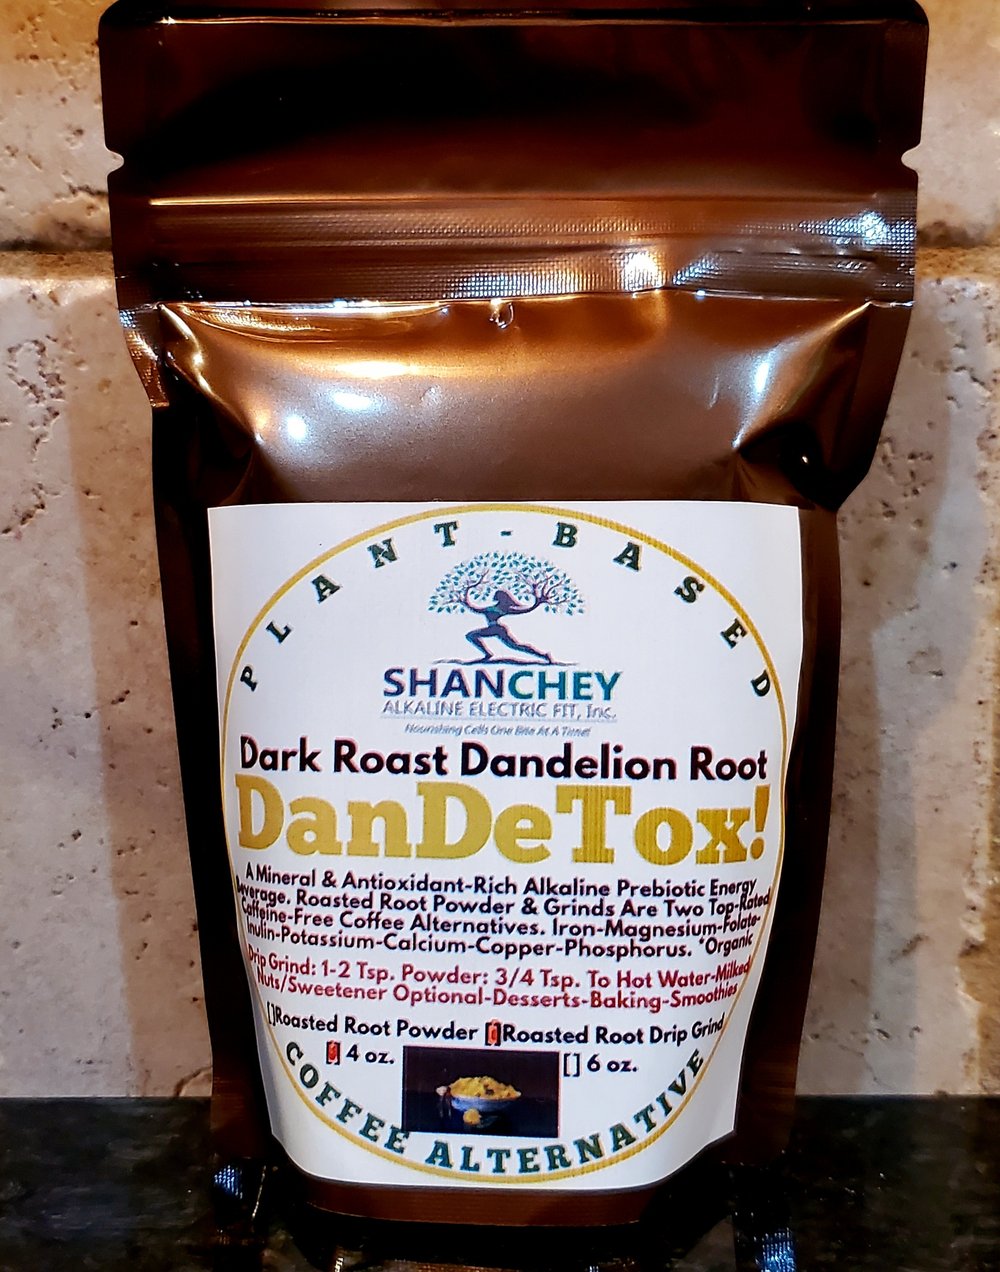 PLANT-BASED
SHANCHEY
ALKALINE ELECTRIC FIT, Inc.
Nourishing Cells One Bite At A Time!
Dark Roast Dandelion Root
DanDeTox!
A Mineral & Antioxidant-Rich Alkaline Prebiotic Energy
Beverage. Roasted Root Powder & Grinds Are Two Top-Rated
Caffeine-Free Coffee Alternatives. Iron-Magnesium-Folate-
Inulin-Potassium-Calcium-Copper-Phosphorus. *Organic
Drip Grind: 1-2 Tsp. Powder: 3/4 Tsp. To Hot Water-Milked
Nuts/Sweetener Optional-Desserts-Baking-Smoothies
[]Roasted Root Powder []Roasted Root Drip Grind
[] 4 oz. [] 6 oz.
COFFEE ALTERNATIVE